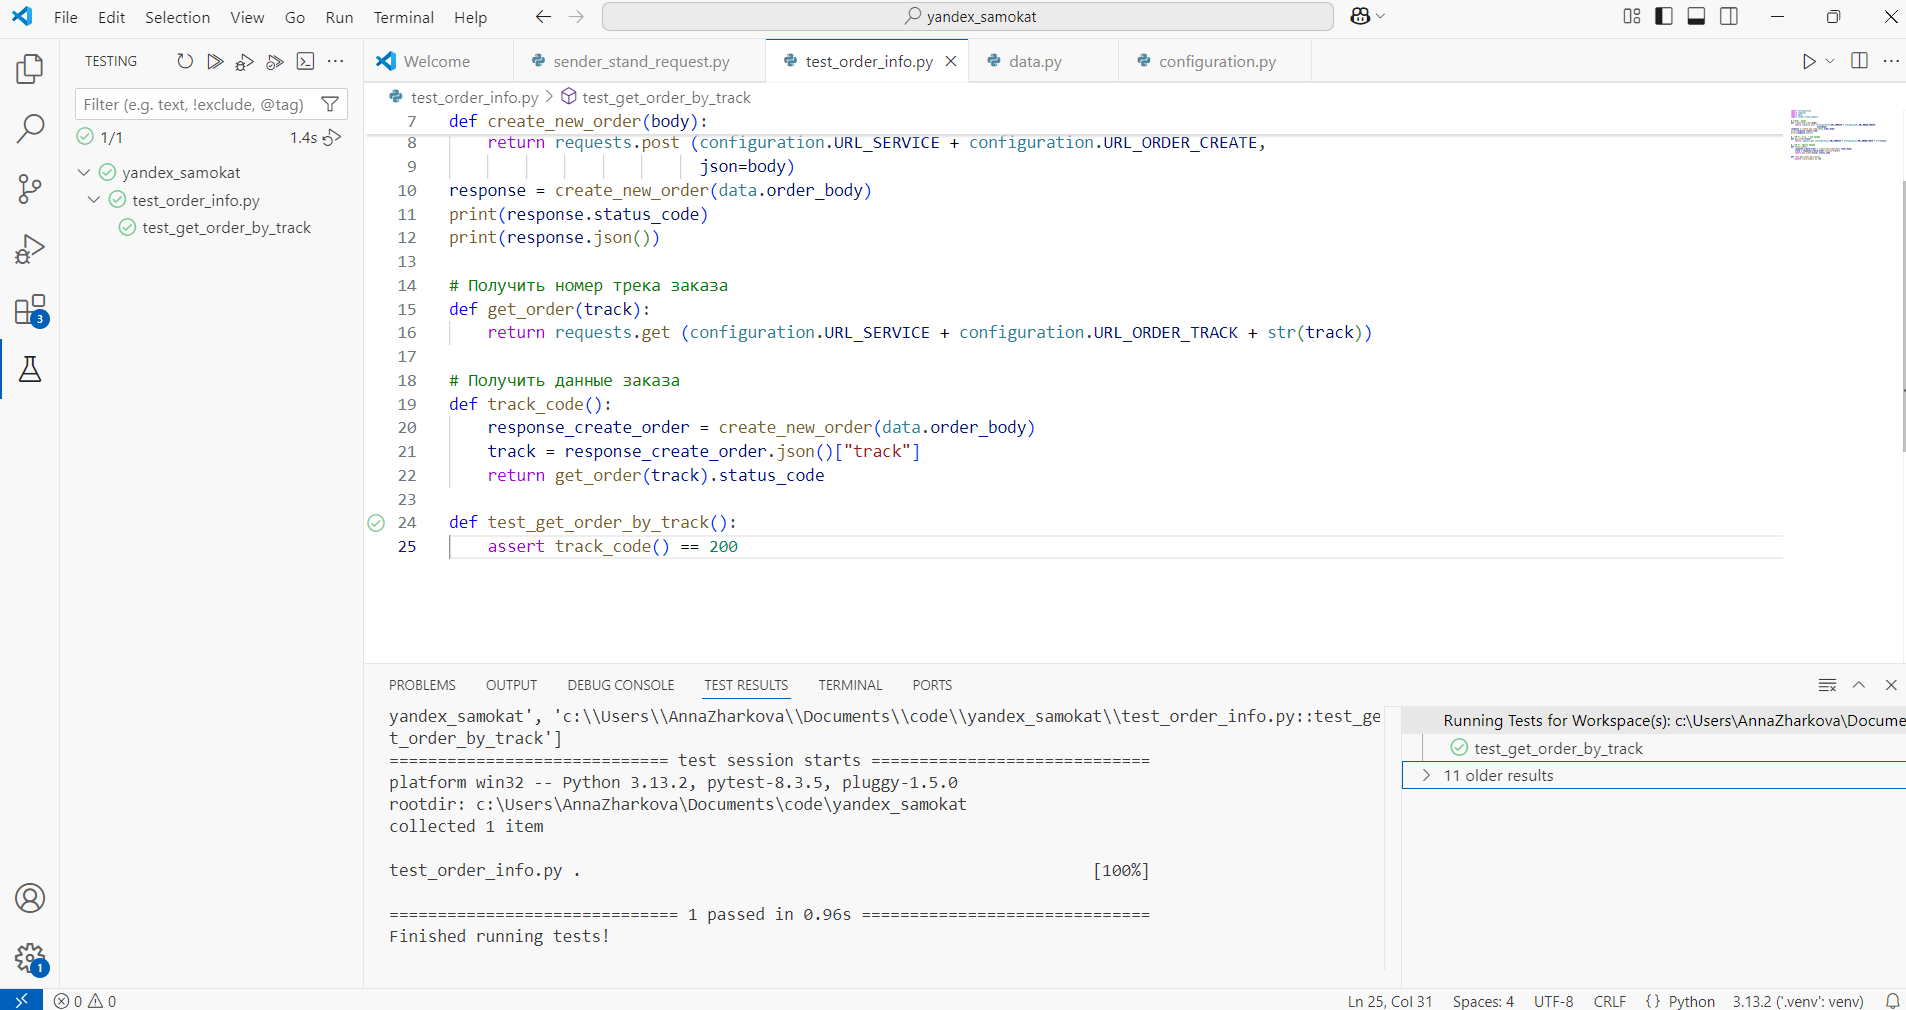 File Edit Selection View Go Run Terminal Help
yandex_samokat
TESTING
Filter (e.g. text, !exclude, @tag)
1/1 1.4s
yandex_samokat
test_order_info.py
test_get_order_by_track
3
1
Welcome sender_stand_request.py test_order_info.py data.py configuration.py
test_order_info.py > test_get_order_by_track
7 def create_new_order(body):
8 return requests.post (configuration.URL_SERVICE + configuration.URL_ORDER_CREATE,
9 json=body)
10 response = create_new_order(data.order_body)
11 print(response.status_code)
12 print(response.json())
13
14 # Получить номер трека заказа
15 def get_order(track):
16 return requests.get (configuration.URL_SERVICE + configuration.URL_ORDER_TRACK + str(track))
17
18 # Получить данные заказа
19 def track_code():
20 response_create_order = create_new_order(data.order_body)
21 track = response_create_order.json()["track"]
22 return get_order(track).status_code
23
24 def test_get_order_by_track():
25 assert track_code() == 200
PROBLEMS OUTPUT DEBUG CONSOLE TEST RESULTS TERMINAL PORTS
yandex_samokat', 'c:\\Users\\AnnaZharkova\\Documents\\code\\yandex_samokat\\test_order_info.py::test_ge
t_order_by_track']
============================= test session starts =============================
platform win32 -- Python 3.13.2, pytest-8.3.5, pluggy-1.5.0
rootdir: c:\Users\AnnaZharkova\Documents\code\yandex_samokat
collected 1 item
test_order_info.py . [100%]
============================== 1 passed in 0.96s ==============================
Finished running tests!
Running Tests for Workspace(s): c:\Users\AnnaZharkova\Docume
test_get_order_by_track
11 older results
0 0 Ln 25, Col 31 Spaces: 4 UTF-8 CRLF {} Python 3.13.2 ('.venv': venv)